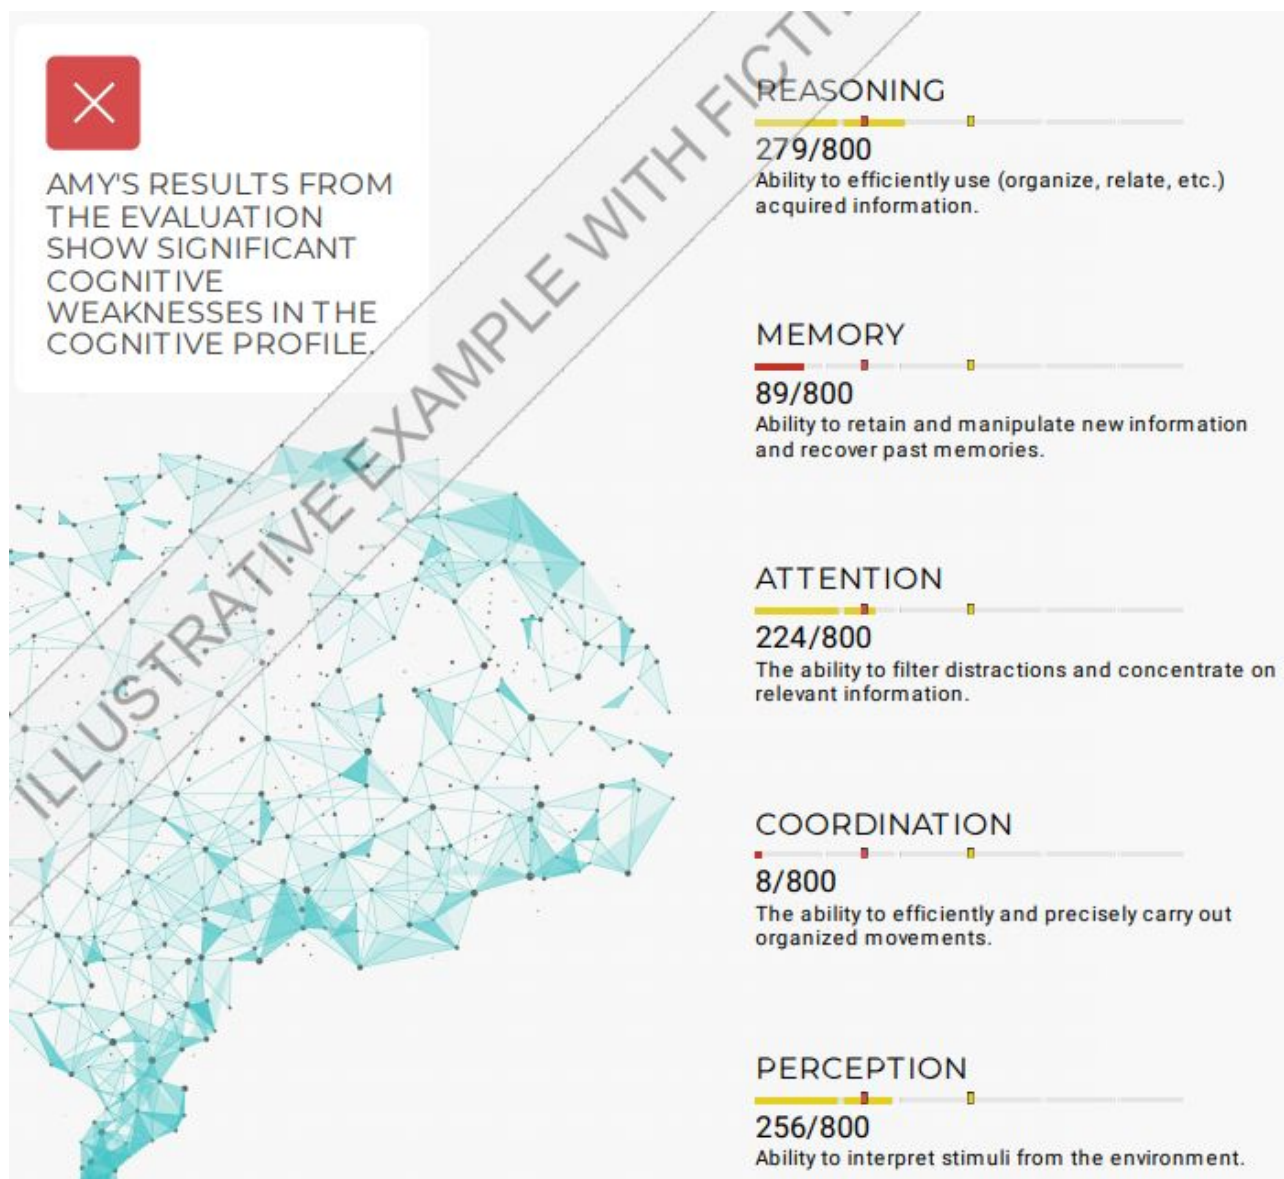 AMY'S RESULTS FROM
THE EVALUATION
SHOW SIGNIFICANT
COGNITIVE
WEAKNESSES IN THE
COGNITIVE PROFILE.
ILLUSTRATIVE EXAMPLE WITH
REASONING
279/800
Ability to efficiently use (organize, relate, etc.)
acquired information.
MEMORY
89/800
Ability to retain and manipulate new information
and recover past memories.
ATTENTION
224/800
The ability to filter distractions and concentrate on
relevant information.
COORDINATION
8/800
The ability to efficiently and precisely carry out
organized movements.
PERCEPTION
256/800
Ability to interpret stimuli from the environment.